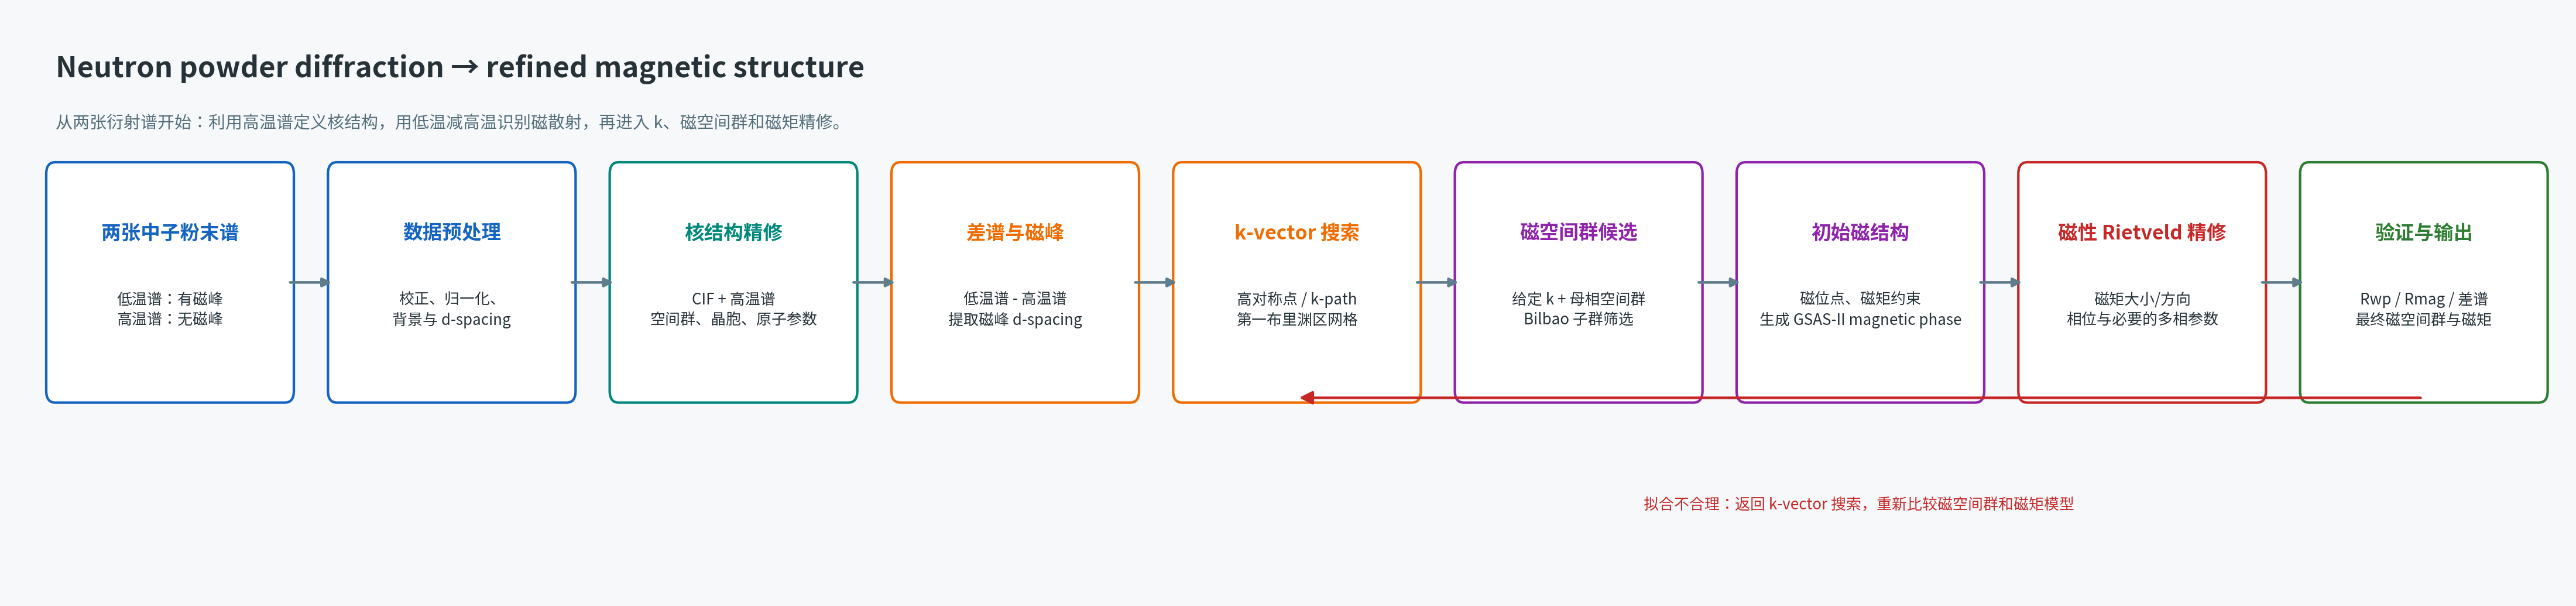 Neutron powder diffraction → refined magnetic structure
从两张衍射谱开始：利用高温谱定义核结构，用低温减高温识别磁散射，再进入 k、磁空间群和磁矩精修。
两张中子粉末谱
低温谱：有磁峰
高温谱：无磁峰
数据预处理
校正、归一化、
背景与 d-spacing
核结构精修
CIF + 高温谱
空间群、晶胞、原子参数
差谱与磁峰
低温谱 - 高温谱
提取磁峰 d-spacing
k-vector 搜索
高对称点 / k-path
第一布里渊区网格
磁空间群候选
给定 k + 母相空间群
Bilbao 子群筛选
初始磁结构
磁位点、磁矩约束
生成 GSAS-II magnetic phase
磁性 Rietveld 精修
磁矩大小/方向
相位与必要的多相参数
验证与输出
Rwp / Rmag / 差谱
最终磁空间群与磁矩
拟合不合理：返回 k-vector 搜索，重新比较磁空间群和磁矩模型